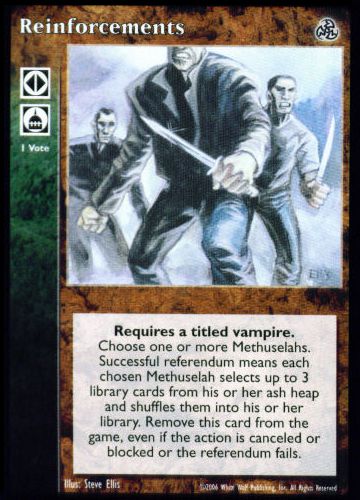 Reinforcements
1 Vote
ELLIS
Requires a titled vampire.
Choose one or more Methuselahs.
Successful referendum means each
chosen Methuselah selects up to 3
library cards from his or her ash heap
and shuffles them into his or her
library. Remove this card from the
game, even if the action is canceled or
blocked or the referendum fails.
Illus: Steve Ellis
©2006 White Wolf Publishing, Inc. All Rights Reserved